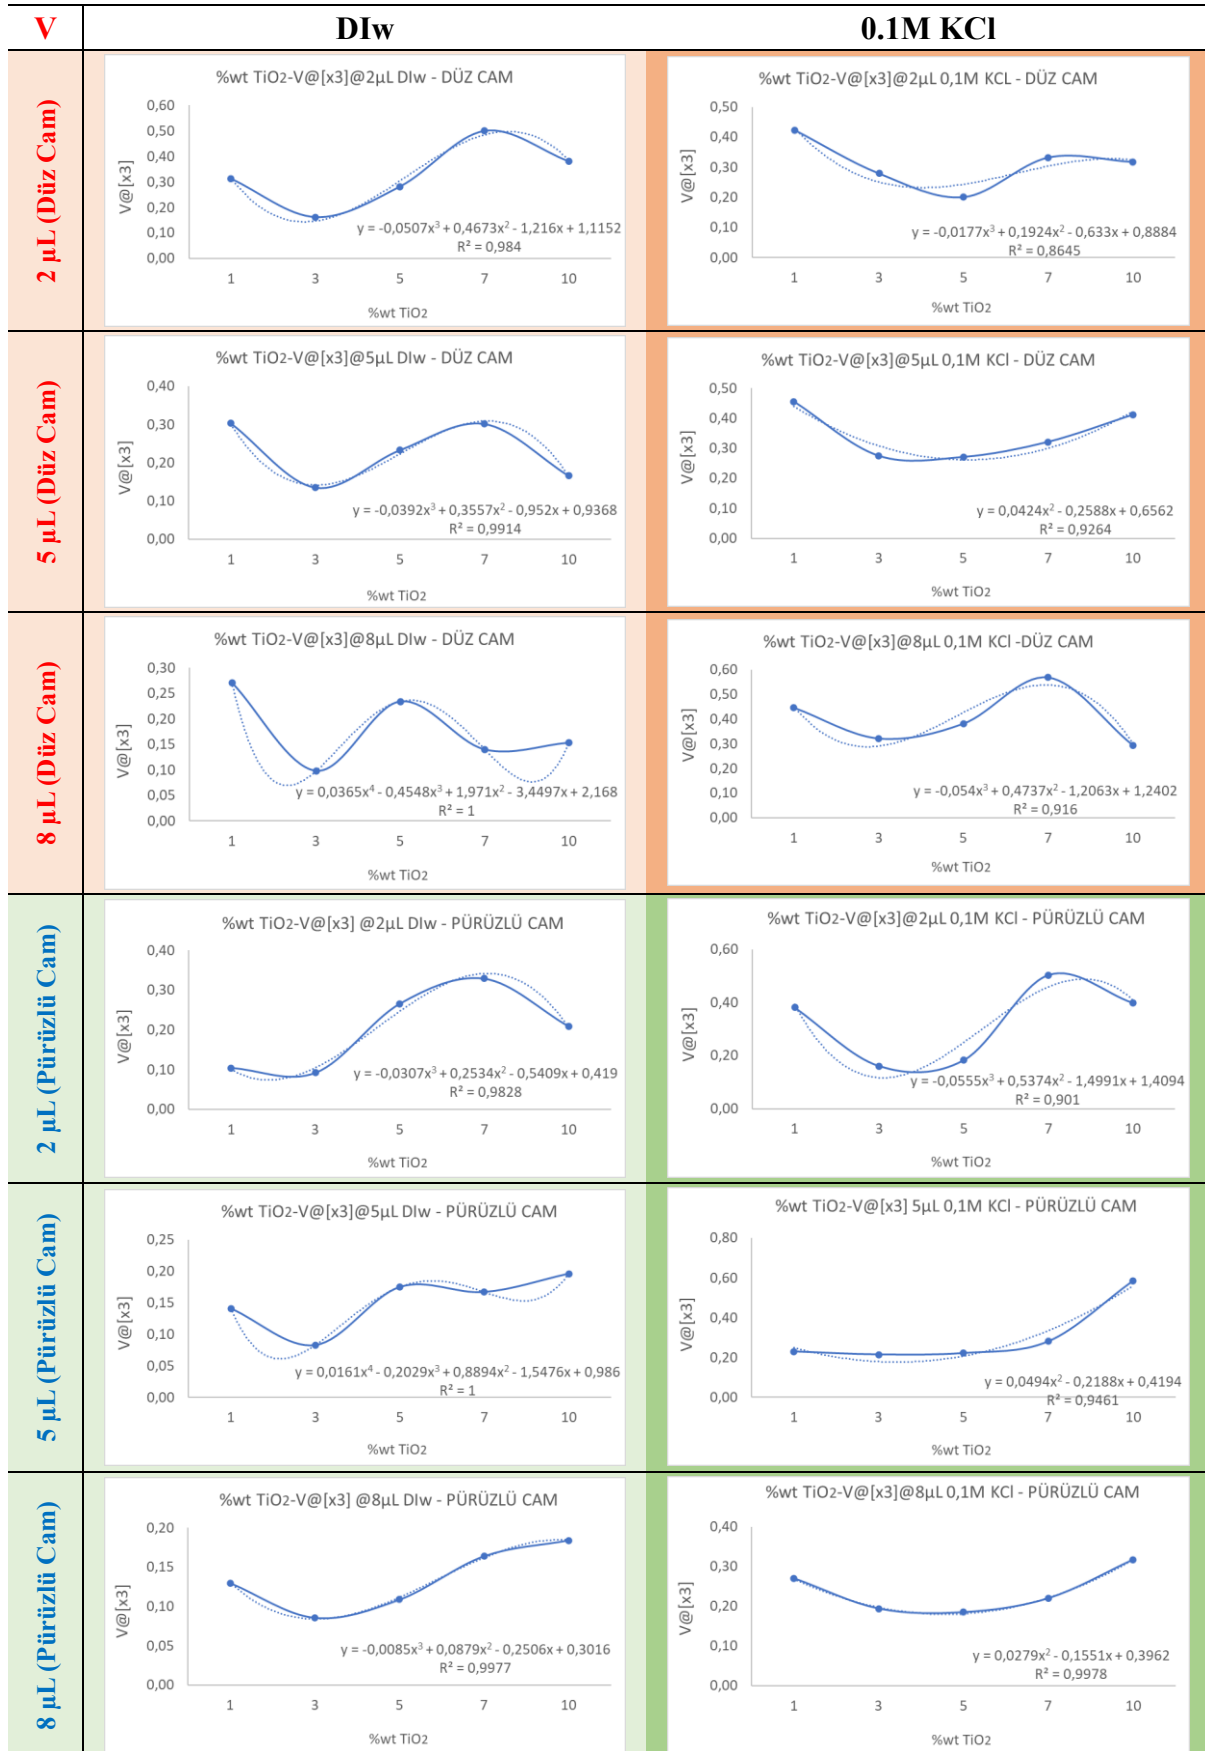 V
DIw
0.1M KCl
2 µL (Düz Cam)
%wt TiO2-V@[x3]@2µL DIw - DÜZ CAM
0,60
0,50
0,40
0,30
0,20
0,10
0,00
V@[x3]
y = -0,0507x³ + 0,4673x² - 1,216x + 1,1152
R² = 0,984
1 3 5 7 10
%wt TiO2
%wt TiO2-V@[x3]@2µL 0,1M KCL - DÜZ CAM
0,50
0,40
0,30
0,20
0,10
0,00
V@[x3]
y = -0,0177x³ + 0,1924x² - 0,633x + 0,8884
R² = 0,8645
1 3 5 7 10
%wt TiO2
5 µL (Düz Cam)
%wt TiO2-V@[x3]@5µL DIw - DÜZ CAM
0,40
0,30
0,20
0,10
0,00
V@[x3]
y = -0,0392x³ + 0,3557x² - 0,952x + 0,9368
R² = 0,9914
1 3 5 7 10
%wt TiO2
%wt TiO2-V@[x3]@5µL 0,1M KCl - DÜZ CAM
0,50
0,40
0,30
0,20
0,10
0,00
V@[x3]
y = 0,0424x² - 0,2588x + 0,6562
R² = 0,9264
1 3 5 7 10
%wt TiO2
8 µL (Düz Cam)
%wt TiO2-V@[x3]@8µL DIw - DÜZ CAM
0,30
0,25
0,20
0,15
0,10
0,05
0,00
V@[x3]
y = 0,0365x⁴ - 0,4548x³ + 1,971x² - 3,4497x + 2,168
R² = 1
1 3 5 7 10
%wt TiO2
%wt TiO2-V@[x3]@8µL 0,1M KCl -DÜZ CAM
0,60
0,50
0,40
0,30
0,20
0,10
0,00
V@[x3]
y = -0,054x³ + 0,4737x² - 1,2063x + 1,2402
R² = 0,916
1 3 5 7 10
%wt TiO2
2 µL (Pürüzlü Cam)
%wt TiO2-V@[x3] @2µL DIw - PÜRÜZLÜ CAM
0,40
0,30
0,20
0,10
0,00
V@[x3]
y = -0,0307x³ + 0,2534x² - 0,5409x + 0,419
R² = 0,9828
1 3 5 7 10
%wt TiO2
%wt TiO2-V@[x3]@2µL 0,1M KCl - PÜRÜZLÜ CAM
0,60
0,40
0,20
0,00
V@[x3]
y = -0,0555x³ + 0,5374x² - 1,4991x + 1,4094
R² = 0,901
1 3 5 7 10
%wt TiO2
5 µL (Pürüzlü Cam)
%wt TiO2-V@[x3]@5µL DIw - PÜRÜZLÜ CAM
0,25
0,20
0,15
0,10
0,05
0,00
V@[x3]
y = 0,0161x⁴ - 0,2029x³ + 0,8894x² - 1,5476x + 0,986
R² = 1
1 3 5 7 10
%wt TiO2
%wt TiO2-V@[x3] 5µL 0,1M KCl - PÜRÜZLÜ CAM
0,80
0,60
0,40
0,20
0,00
V@[x3]
y = 0,0494x² - 0,2188x + 0,4194
R² = 0,9461
1 3 5 7 10
%wt TiO2
8 µL (Pürüzlü Cam)
%wt TiO2-V@[x3] @8µL DIw - PÜRÜZLÜ CAM
0,20
0,15
0,10
0,05
0,00
V@[x3]
y = -0,0085x³ + 0,0879x² - 0,2506x + 0,3016
R² = 0,9977
1 3 5 7 10
%wt TiO2
%wt TiO2-V@[x3]@8µL 0,1M KCl - PÜRÜZLÜ CAM
0,40
0,30
0,20
0,10
0,00
V@[x3]
y = 0,0279x² - 0,1551x + 0,3962
R² = 0,9978
1 3 5 7 10
%wt TiO2